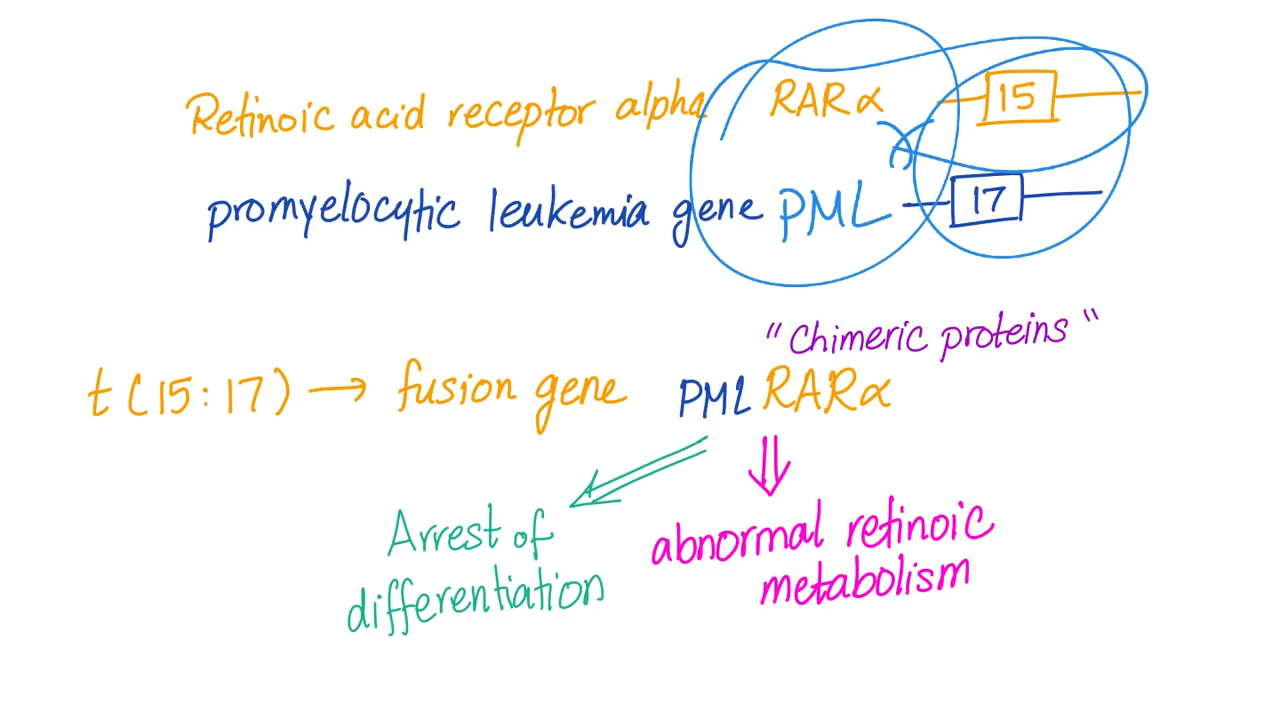 Retinoic acid receptor alpha RARα 15
promyelocytic leukemia gene PML 17
"Chimeric proteins"
t(15:17) → fusion gene PML RARα
Arrest of
differentiation
abnormal retinoic
metabolism